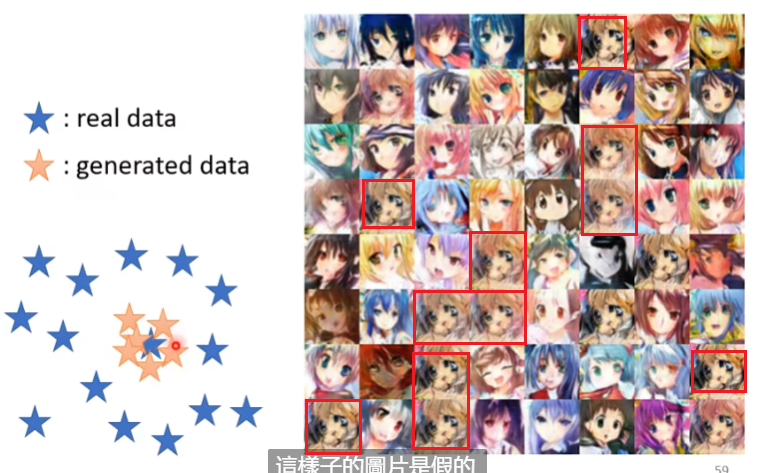 : real data
: generated data
這樣子的圖片是假的
59